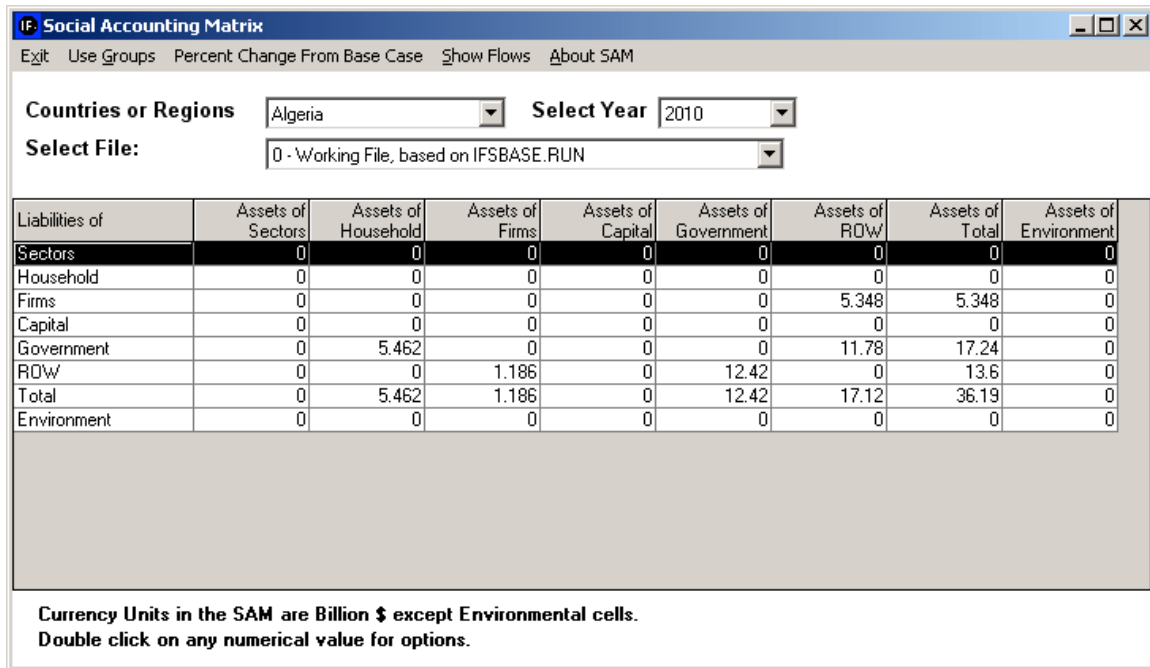 IFs Social Accounting Matrix
Exit Use Groups Percent Change From Base Case Show Flows About SAM
Countries or Regions Algeria Select Year 2010
Select File: 0 - Working File, based on IFSBASE.RUN
Liabilities of Assets of Sectors Assets of Household Assets of Firms Assets of Capital Assets of Government Assets of ROW Assets of Total Assets of Environment
Sectors 0 0 0 0 0 0 0 0
Household 0 0 0 0 0 0 0 0
Firms 0 0 0 0 0 5.348 5.348 0
Capital 0 0 0 0 0 0 0 0
Government 0 5.462 0 0 0 11.78 17.24 0
ROW 0 0 1.186 0 12.42 0 13.6 0
Total 0 5.462 1.186 0 12.42 17.12 36.19 0
Environment 0 0 0 0 0 0 0 0
Currency Units in the SAM are Billion $ except Environmental cells.
Double click on any numerical value for options.